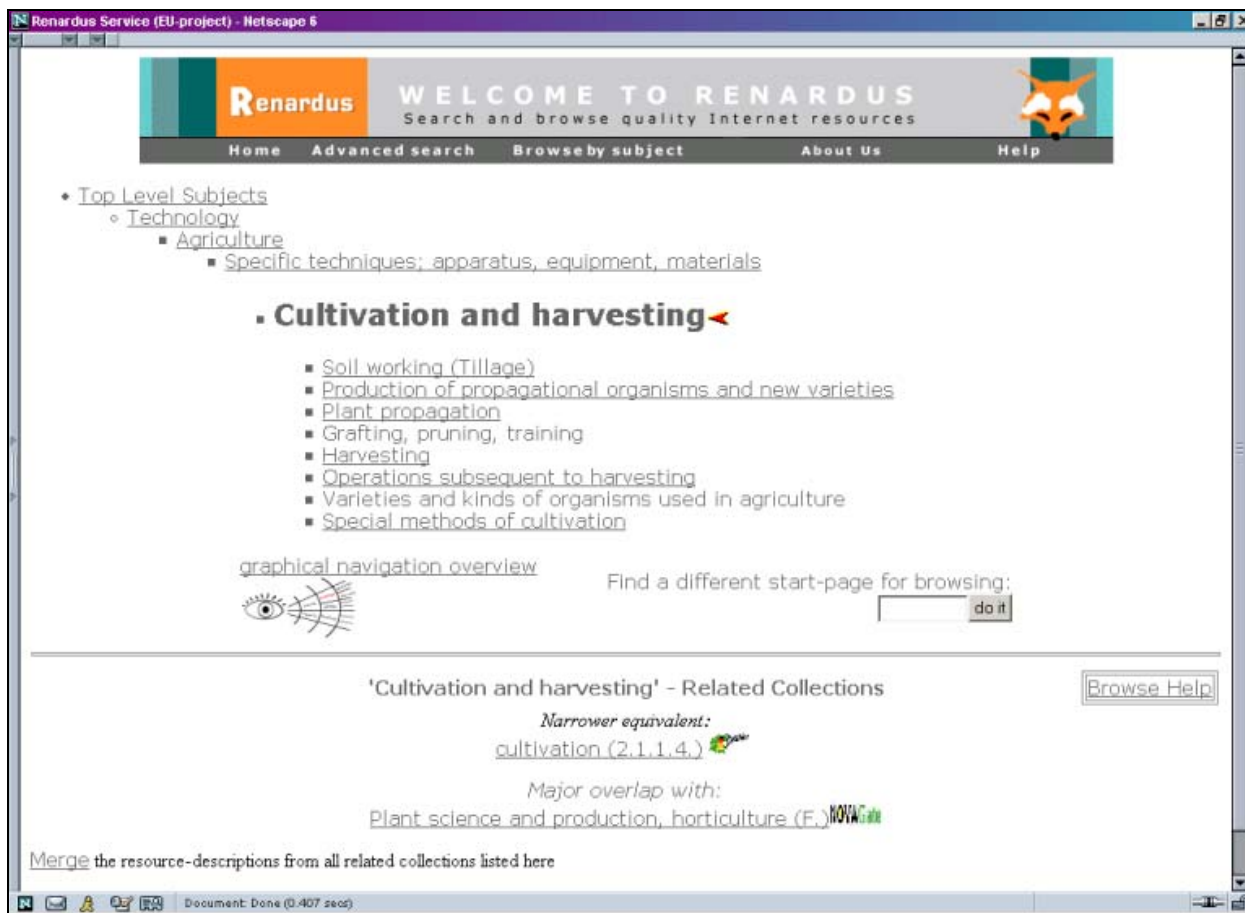 Renardus Service (EU-project) - Netscape 6
Renardus
WELCOME TO RENARDUS
Search and browse quality Internet resources
Home Advanced search Browse by subject About Us Help
Top Level Subjects
Technology
Agriculture
Specific techniques; apparatus, equipment, materials
Cultivation and harvesting
Soil working (Tillage)
Production of propagational organisms and new varieties
Plant propagation
Grafting, pruning, training
Harvesting
Operations subsequent to harvesting
Varieties and kinds of organisms used in agriculture
Special methods of cultivation
graphical navigation overview
Find a different start-page for browsing:
do it
'Cultivation and harvesting' - Related Collections
Browse Help
Narrower equivalent:
cultivation (2.1.1.4.)
Major overlap with:
Plant science and production, horticulture (F.) NOVAGate
Merge the resource-descriptions from all related collections listed here
Document: Done (0.407 secs)